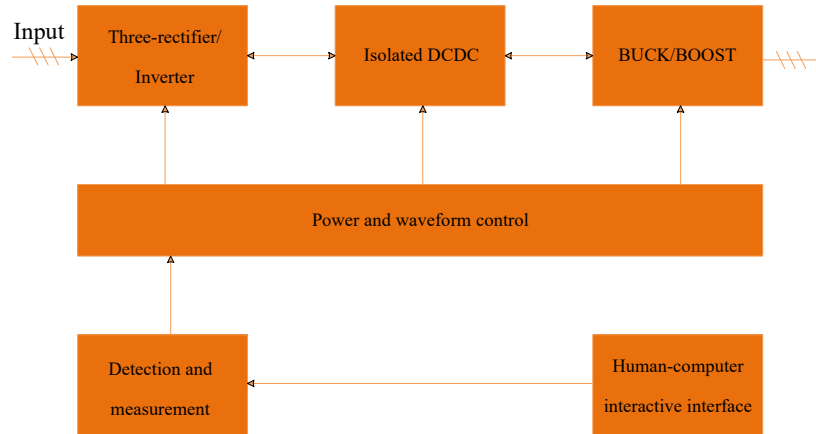 Input
Three-rectifier/
Inverter
Isolated DCDC
BUCK/BOOST
Power and waveform control
Detection and
measurement
Human-computer
interactive interface